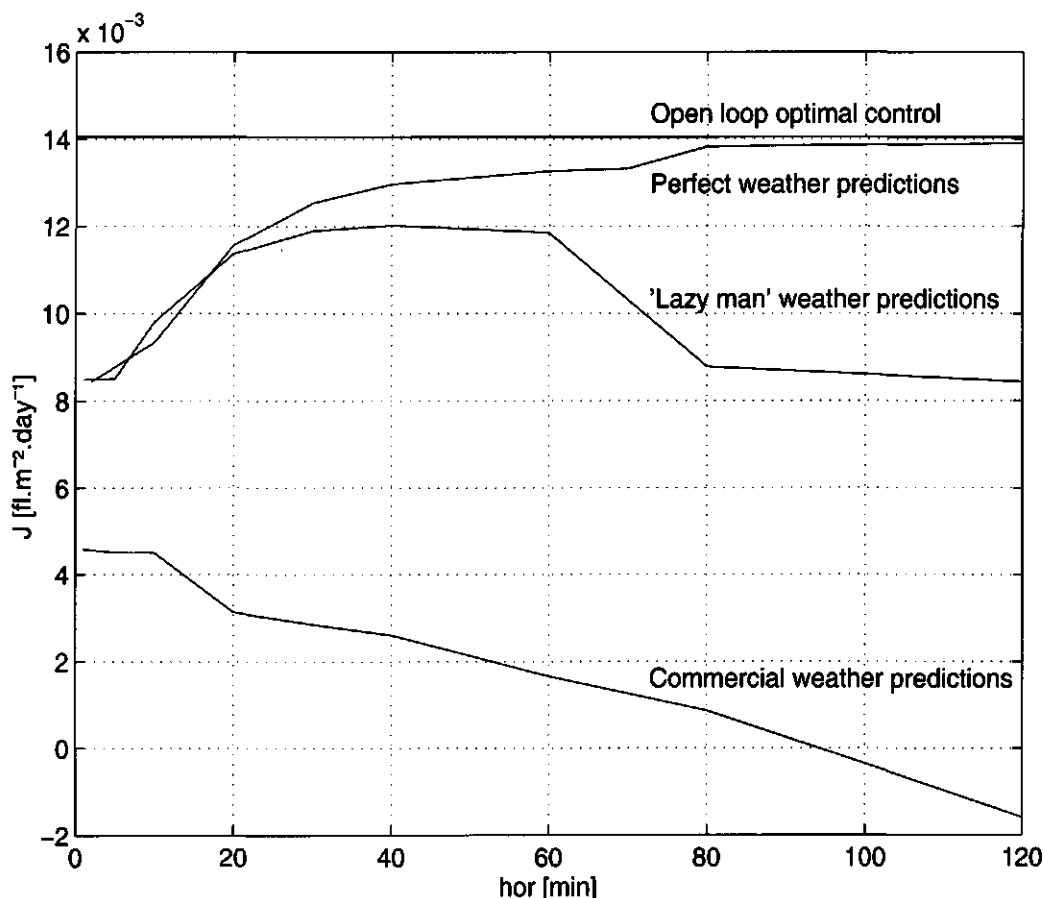 x 10⁻³
16
14
12
10
8
6
4
2
0
−2
J [fl.m⁻².day⁻¹]
Open loop optimal control
Perfect weather predictions
'Lazy man' weather predictions
Commercial weather predictions
0 20 40 60 80 100 120
hor [min]